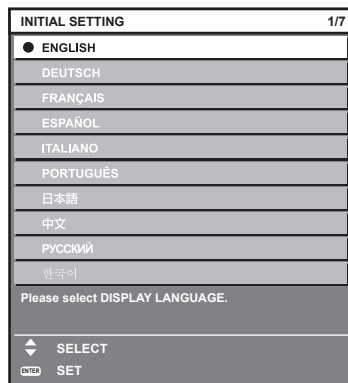 INITIAL SETTING 1/7
ENGLISH
DEUTSCH
FRANÇAIS
ESPAÑOL
ITALIANO
PORTUGUÊS
日本語
中文
РУССКИЙ
한국어
Please select DISPLAY LANGUAGE.
SELECT
ENTER SET